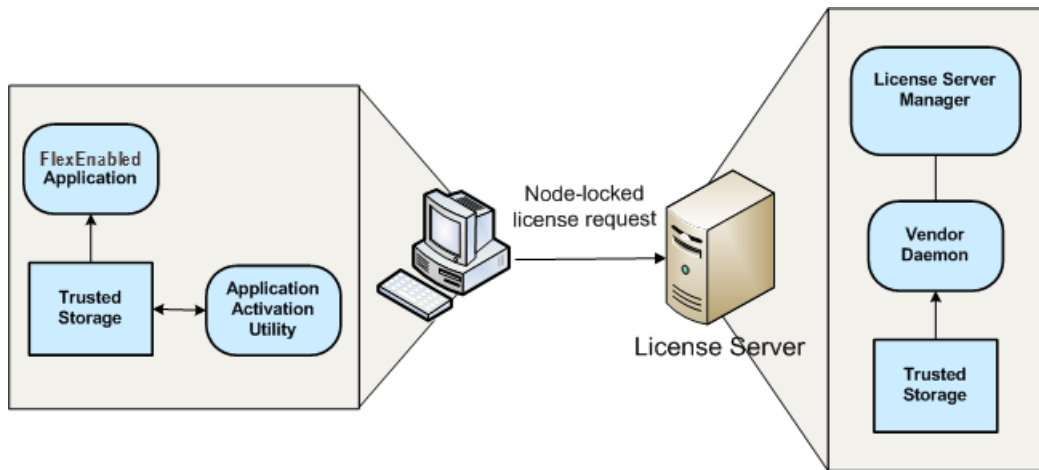 FlexEnabled
Application
Trusted
Storage
Application
Activation
Utility
Node-locked
license request
License Server
License Server
Manager
Vendor
Daemon
Trusted
Storage